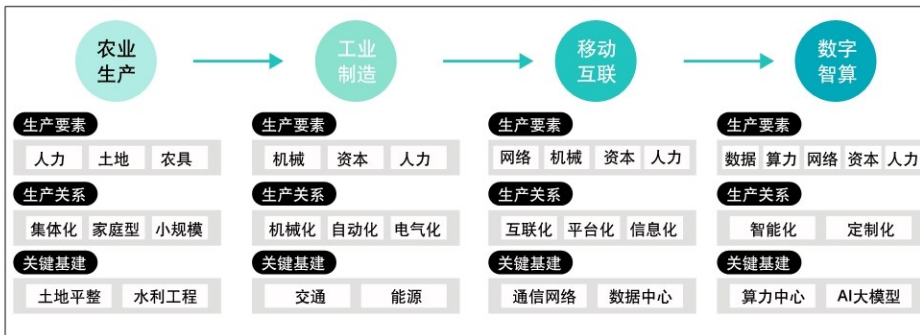 农业
生产
工业
制造
移动
互联
数字
智算
生产要素
人力 土地 农具
生产关系
集体化 家庭型 小规模
关键基建
土地平整 水利工程
生产要素
机械 资本 人力
生产关系
机械化 自动化 电气化
关键基建
交通 能源
生产要素
网络 机械 资本 人力
生产关系
互联化 平台化 信息化
关键基建
通信网络 数据中心
生产要素
数据 算力 网络 资本 人力
生产关系
智能化 定制化
关键基建
算力中心 AI大模型